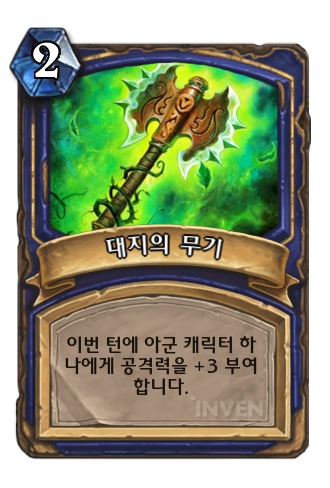 2
대지의 무기
이번 턴에 아군 캐릭터 하
나에게 공격력을 +3 부여
합니다.
INVEN